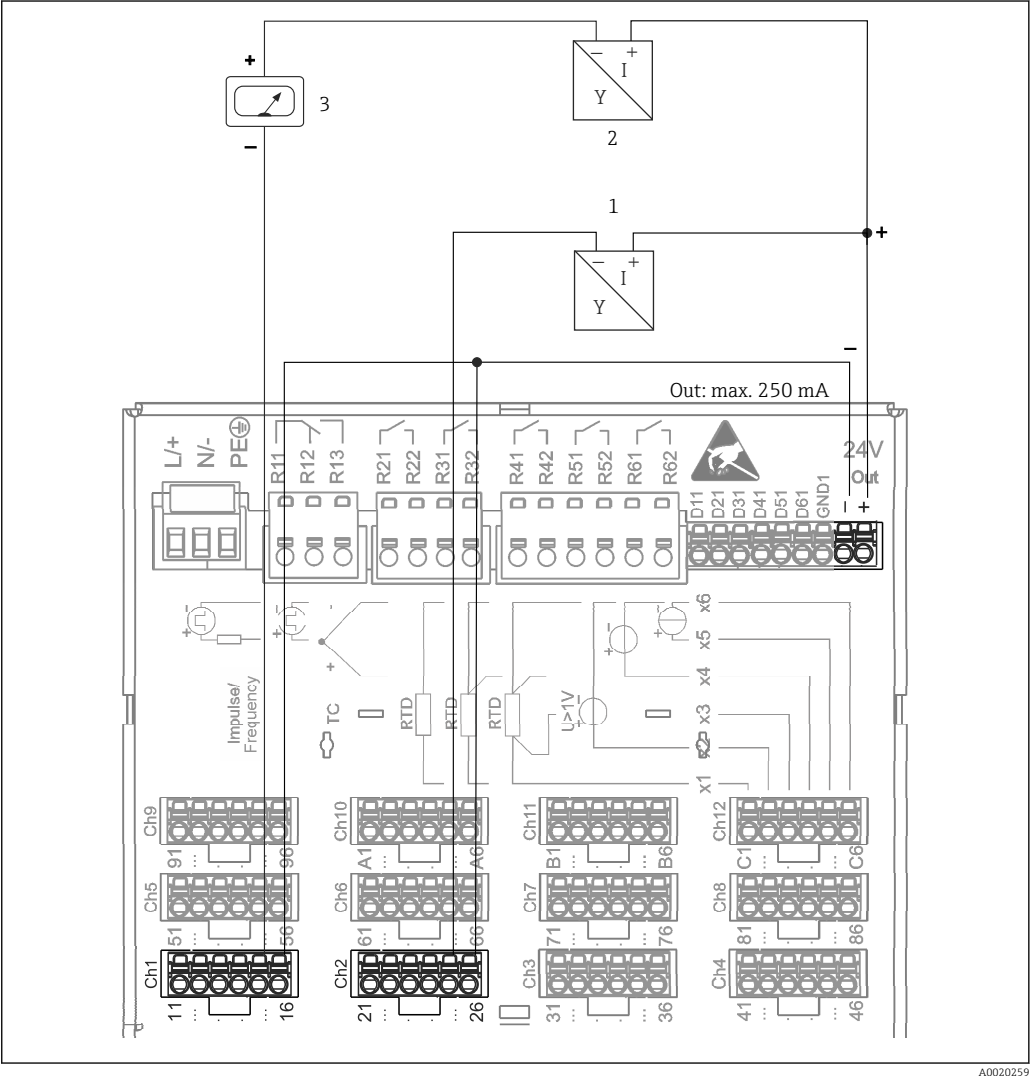 − +
I
Y
2
+
3
−
1
− +
I
Y
+
−
Out: max. 250 mA
L/+
N/-
PE
R11
R12
R13
R21
R22
R31
R32
R41
R42
R51
R52
R61
R62
D11
D21
D31
D41
D51
D61
GND1
24V
Out
− +
- + - + - +
Impulse/
Frequency
TC
RTD
RTD
RTD
U>1V
+ −
+ −
+ −
x6
x5
x4
x3
x2
x1
Ch9
91 ... ... 96
Ch10
A1 ... ... A6
Ch11
B1 ... ... B6
Ch12
C1 ... ... C6
Ch5
51 ... ... 56
Ch6
61 ... ... 66
Ch7
71 ... ... 76
Ch8
81 ... ... 86
Ch1
11 ... ... 16
Ch2
21 ... ... 26
Ch3
31 ... ... 36
Ch4
41 ... ... 46
A0020259